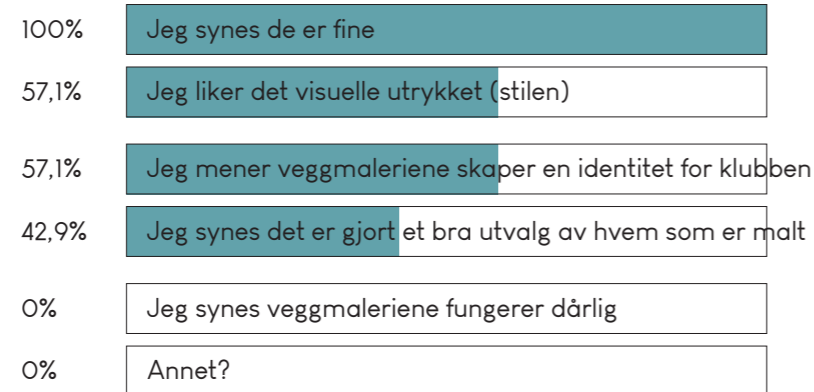 100% Jeg synes de er fine
57,1% Jeg liker det visuelle utrykket (stilen)
57,1% Jeg mener veggmaleriene skaper en identitet for klubben
42,9% Jeg synes det er gjort et bra utvalg av hvem som er malt
0% Jeg synes veggmaleriene fungerer dårlig
0% Annet?